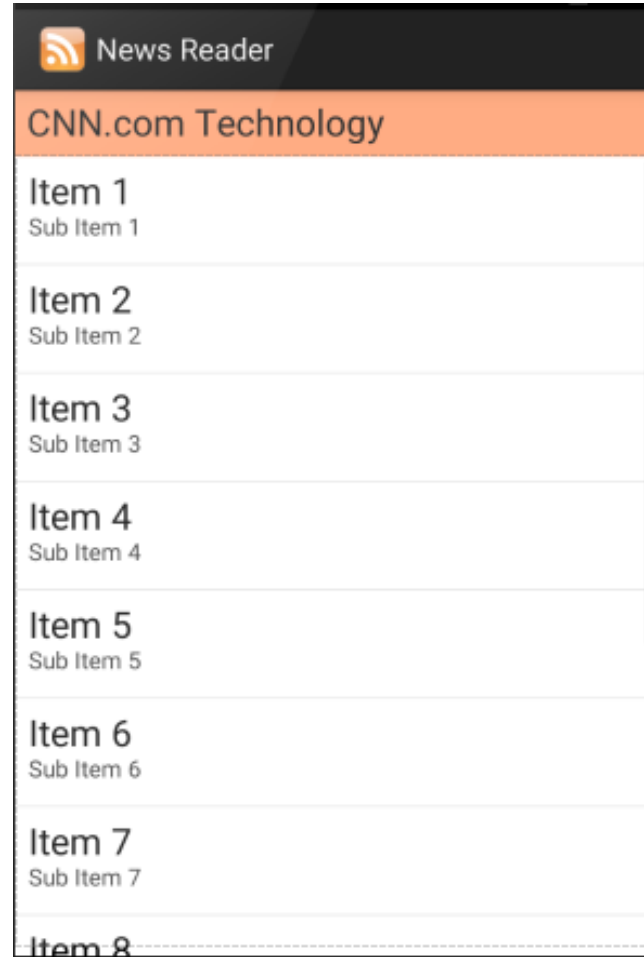 News Reader
CNN.com Technology
Item 1
Sub Item 1
Item 2
Sub Item 2
Item 3
Sub Item 3
Item 4
Sub Item 4
Item 5
Sub Item 5
Item 6
Sub Item 6
Item 7
Sub Item 7
Item 8